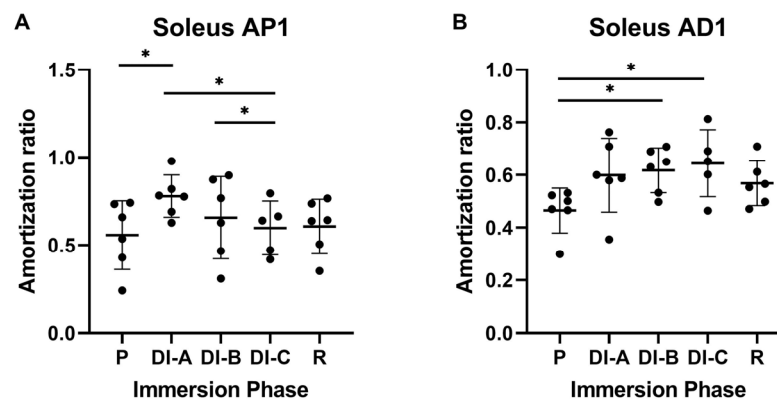 A
Soleus AP1
*
*
*
1.5
1.0
0.5
0.0
Amortization ratio
P DI-A DI-B DI-C R
Immersion Phase
B
Soleus AD1
*
*
1.0
0.8
0.6
0.4
0.2
0.0
Amortization ratio
P DI-A DI-B DI-C R
Immersion Phase